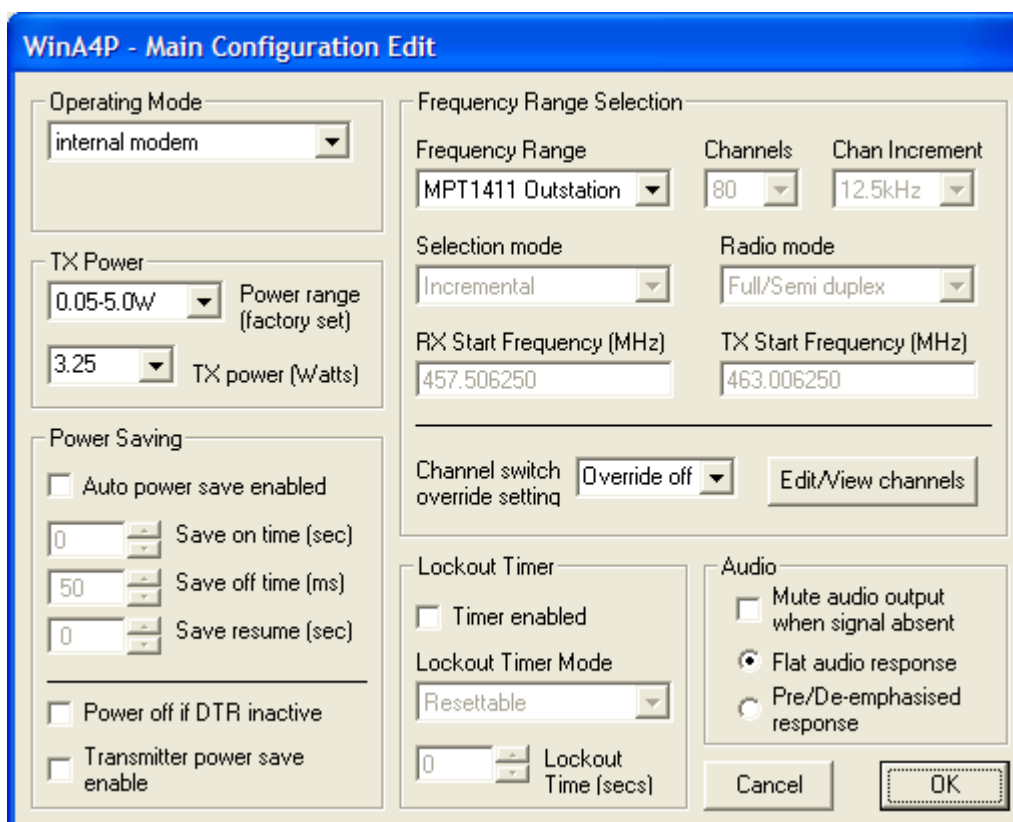 WinA4P - Main Configuration Edit
Operating Mode
internal modem
TX Power
0.05-5.0W
Power range
(factory set)
3.25
TX power (Watts)
Power Saving
Auto power save enabled
0
Save on time (sec)
50
Save off time (ms)
0
Save resume (sec)
Power off if DTR inactive
Transmitter power save
enable
Frequency Range Selection
Frequency Range
Channels
Chan Increment
MPT1411 Outstation
80
12.5kHz
Selection mode
Radio mode
Incremental
Full/Semi duplex
RX Start Frequency (MHz)
TX Start Frequency (MHz)
457.506250
463.006250
Channel switch
override setting
Override off
Edit/View channels
Lockout Timer
Timer enabled
Lockout Timer Mode
Resettable
0
Lockout
Time (secs)
Audio
Mute audio output
when signal absent
Flat audio response
Pre/De-emphasised
response
Cancel
OK